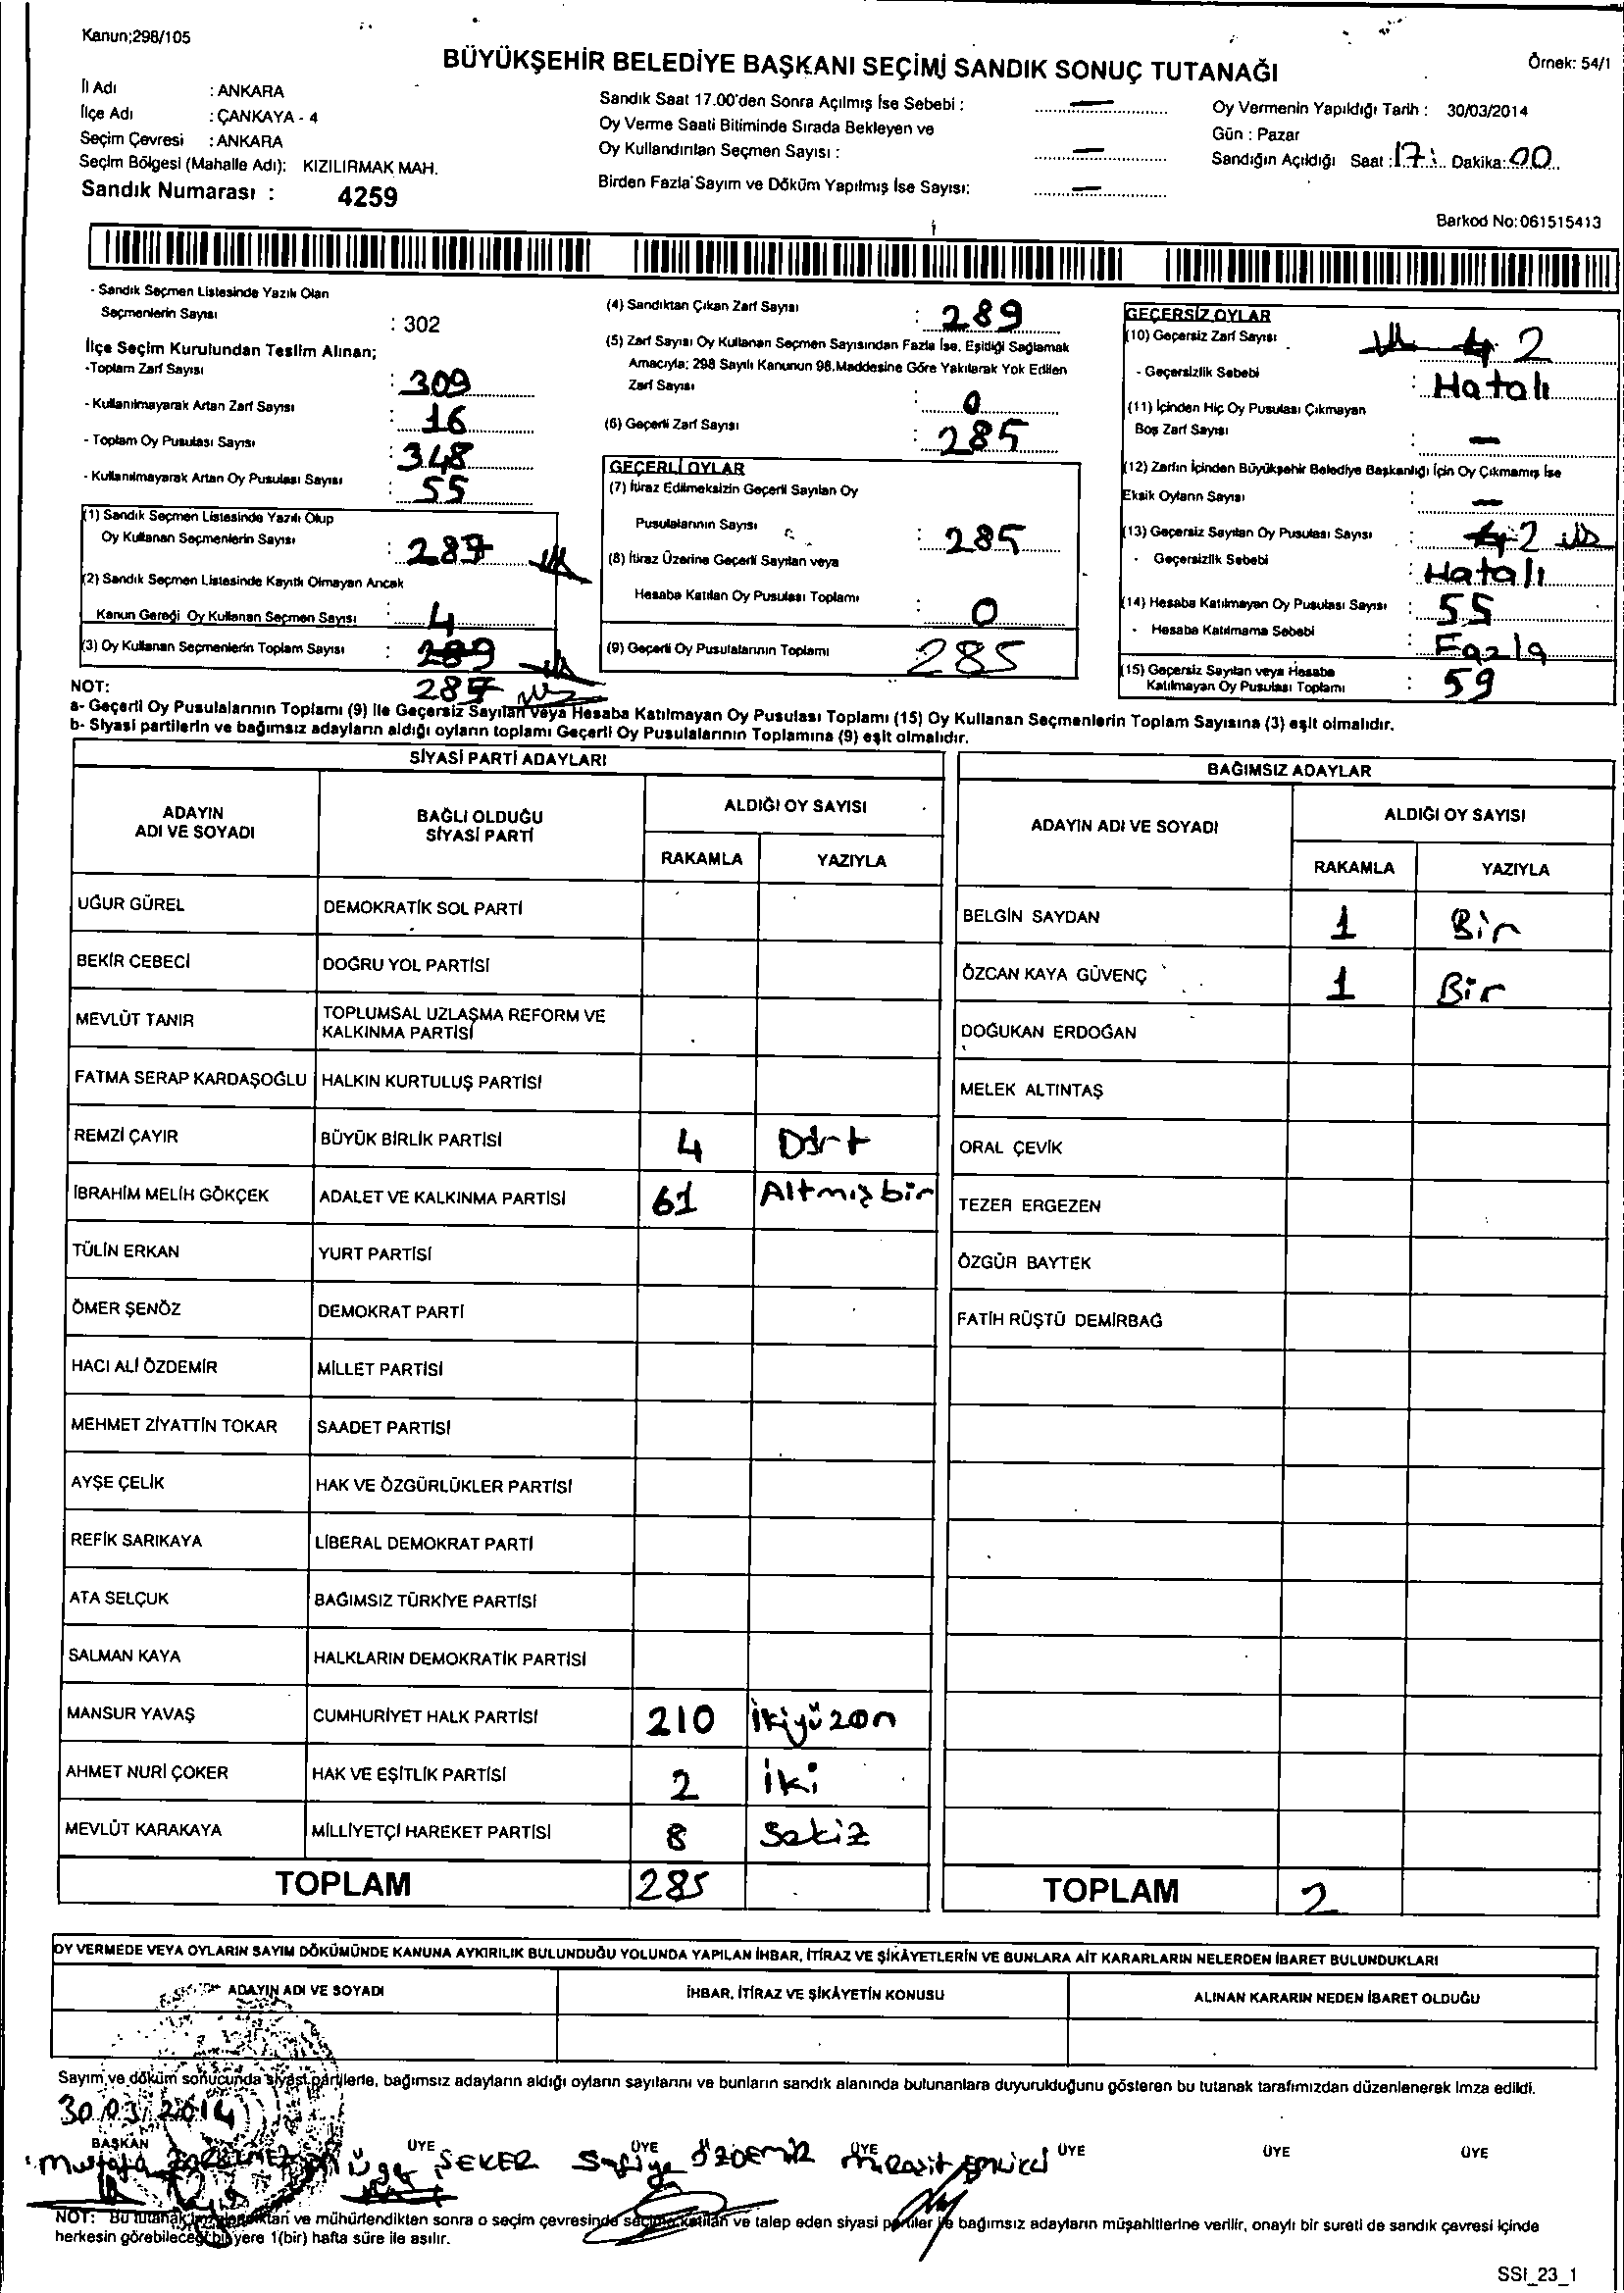 Kanun;298/105
BÜYÜKŞEHİR BELEDİYE BAŞKANI SEÇİMİ SANDIK SONUÇ TUTANAĞI
Örnek: 54/1
İl Adı : ANKARA
İlçe Adı : ÇANKAYA - 4
Seçim Çevresi : ANKARA
Seçim Bölgesi (Mahalle Adı): KIZILIRMAK MAH.
Sandık Numarası : 4259
Sandık Saat 17.00'den Sonra Açılmış İse Sebebi : —
Oy Verme Saati Bitiminde Sırada Bekleyen ve
Oy Kullandırılan Seçmen Sayısı : —
Birden Fazla Sayım ve Döküm Yapılmış İse Sayısı: —
Oy Vermenin Yapıldığı Tarih : 30/03/2014
Gün : Pazar
Sandığın Açıldığı Saat : 17 : Dakika: 00
Barkod No: 061515413
- Sandık Seçmen Listesinde Yazılı Olan
Seçmenlerin Sayısı : 302
İlçe Seçim Kurulundan Teslim Alınan;
-Toplam Zarf Sayısı : 309
- Kullanılmayarak Artan Zarf Sayısı : 16
- Toplam Oy Pusulası Sayısı : 348
- Kullanılmayarak Artan Oy Pusulası Sayısı : 55
(1) Sandık Seçmen Listesinde Yazılı Olup
Oy Kullanan Seçmenlerin Sayısı : 287
(2) Sandık Seçmen Listesinde Kayıtlı Olmayan Ancak
Kanun Gereği Oy Kullanan Seçmen Sayısı : 4
(3) Oy Kullanan Seçmenlerin Toplam Sayısı : 289
287
(4) Sandıktan Çıkan Zarf Sayısı : 289
(5) Zarf Sayısı Oy Kullanan Seçmen Sayısından Fazla İse, Eşitliği Sağlamak
Amacıyla; 298 Sayılı Kanunun 98.Maddesine Göre Yakılarak Yok Edilen
Zarf Sayısı : 0
(6) Geçerli Zarf Sayısı : 285
GEÇERLİ OYLAR
(7) İtiraz Edilmeksizin Geçerli Sayılan Oy
Pusulalarının Sayısı : 285
(8) İtiraz Üzerine Geçerli Sayılan veya
Hesaba Katılan Oy Pusulası Toplamı : 0
(9) Geçerli Oy Pusulalarının Toplamı 285
GEÇERSİZ OYLAR
(10) Geçersiz Zarf Sayısı 4 2
- Geçersizlik Sebebi : Hatalı
(11) İçinden Hiç Oy Pusulası Çıkmayan
Boş Zarf Sayısı : —
(12) Zarfın İçinden Büyükşehir Belediye Başkanlığı İçin Oy Çıkmamış İse
Eksik Oyların Sayısı : —
(13) Geçersiz Sayılan Oy Pusulası Sayısı : 4 2
- Geçersizlik Sebebi : Hatalı
(14) Hesaba Katılmayan Oy Pusulası Sayısı : 55
- Hesaba Katılmama Sebebi : Fazla
(15) Geçersiz Sayılan veya Hesaba
Katılmayan Oy Pusulası Toplamı : 59
NOT:
a- Geçerli Oy Pusulalarının Toplamı (9) ile Geçersiz Sayılan veya Hesaba Katılmayan Oy Pusulası Toplamı (15) Oy Kullanan Seçmenlerin Toplam Sayısına (3) eşit olmalıdır.
b- Siyasi partilerin ve bağımsız adayların aldığı oyların toplamı Geçerli Oy Pusulalarının Toplamına (9) eşit olmalıdır.
SİYASİ PARTİ ADAYLARI
ADAYIN ADI VE SOYADI
BAĞLI OLDUĞU SİYASİ PARTİ
ALDIĞI OY SAYISI
RAKAMLA YAZIYLA
UĞUR GÜREL DEMOKRATİK SOL PARTİ
BEKİR CEBECİ DOĞRU YOL PARTİSİ
MEVLÜT TANIR TOPLUMSAL UZLAŞMA REFORM VE KALKINMA PARTİSİ
FATMA SERAP KARDAŞOĞLU HALKIN KURTULUŞ PARTİSİ
REMZİ ÇAYIR BÜYÜK BİRLİK PARTİSİ 4 Dört
İBRAHİM MELİH GÖKÇEK ADALET VE KALKINMA PARTİSİ 61 Altmışbir
TÜLİN ERKAN YURT PARTİSİ
ÖMER ŞENÖZ DEMOKRAT PARTİ
HACI ALİ ÖZDEMİR MİLLET PARTİSİ
MEHMET ZİYATTİN TOKAR SAADET PARTİSİ
AYŞE ÇELİK HAK VE ÖZGÜRLÜKLER PARTİSİ
REFİK SARIKAYA LİBERAL DEMOKRAT PARTİ
ATA SELÇUK BAĞIMSIZ TÜRKİYE PARTİSİ
SALMAN KAYA HALKLARIN DEMOKRATİK PARTİSİ
MANSUR YAVAŞ CUMHURİYET HALK PARTİSİ 210 İkiyüzon
AHMET NURİ ÇOKER HAK VE EŞİTLİK PARTİSİ 2 İki
MEVLÜT KARAKAYA MİLLİYETÇİ HAREKET PARTİSİ 8 Sekiz
TOPLAM 285
BAĞIMSIZ ADAYLAR
ADAYIN ADI VE SOYADI
ALDIĞI OY SAYISI
RAKAMLA YAZIYLA
BELGİN SAYDAN 1 Bir
ÖZCAN KAYA GÜVENÇ 1 Bir
DOĞUKAN ERDOĞAN
MELEK ALTINTAŞ
ORAL ÇEVİK
TEZER ERGEZEN
ÖZGÜR BAYTEK
FATİH RÜŞTÜ DEMİRBAĞ
TOPLAM 2
OY VERMEDE VEYA OYLARIN SAYIM DÖKÜMÜNDE KANUNA AYKIRILIK BULUNDUĞU YOLUNDA YAPILAN İHBAR, İTİRAZ VE ŞİKÂYETLERİN VE BUNLARA AİT KARARLARIN NELERDEN İBARET BULUNDUKLARI
ADAYIN ADI VE SOYADI İHBAR, İTİRAZ VE ŞİKÂYETİN KONUSU ALINAN KARARIN NEDEN İBARET OLDUĞU
Sayım ve döküm sonucunda siyasi partilerle, bağımsız adayların aldığı oyların sayılarını ve bunların sandık alanında bulunanlara duyurulduğunu gösteren bu tutanak tarafımızdan düzenlenerek imza edildi.
30/03/2014
BAŞKAN ÜYE ÜYE ÜYE ÜYE ÜYE ÜYE
Mustafa ŞEKER Safiye ÖZDEMİR
NOT: Bu tutanak ve mühürlendikten sonra o seçim çevresinde seçime katılan ve talep eden siyasi partiler ile bağımsız adayların müşahitlerine verilir, onaylı bir sureti de sandık çevresi içinde
herkesin görebileceği bir yere 1(bir) hafta süre ile asılır.
SSI_23_1